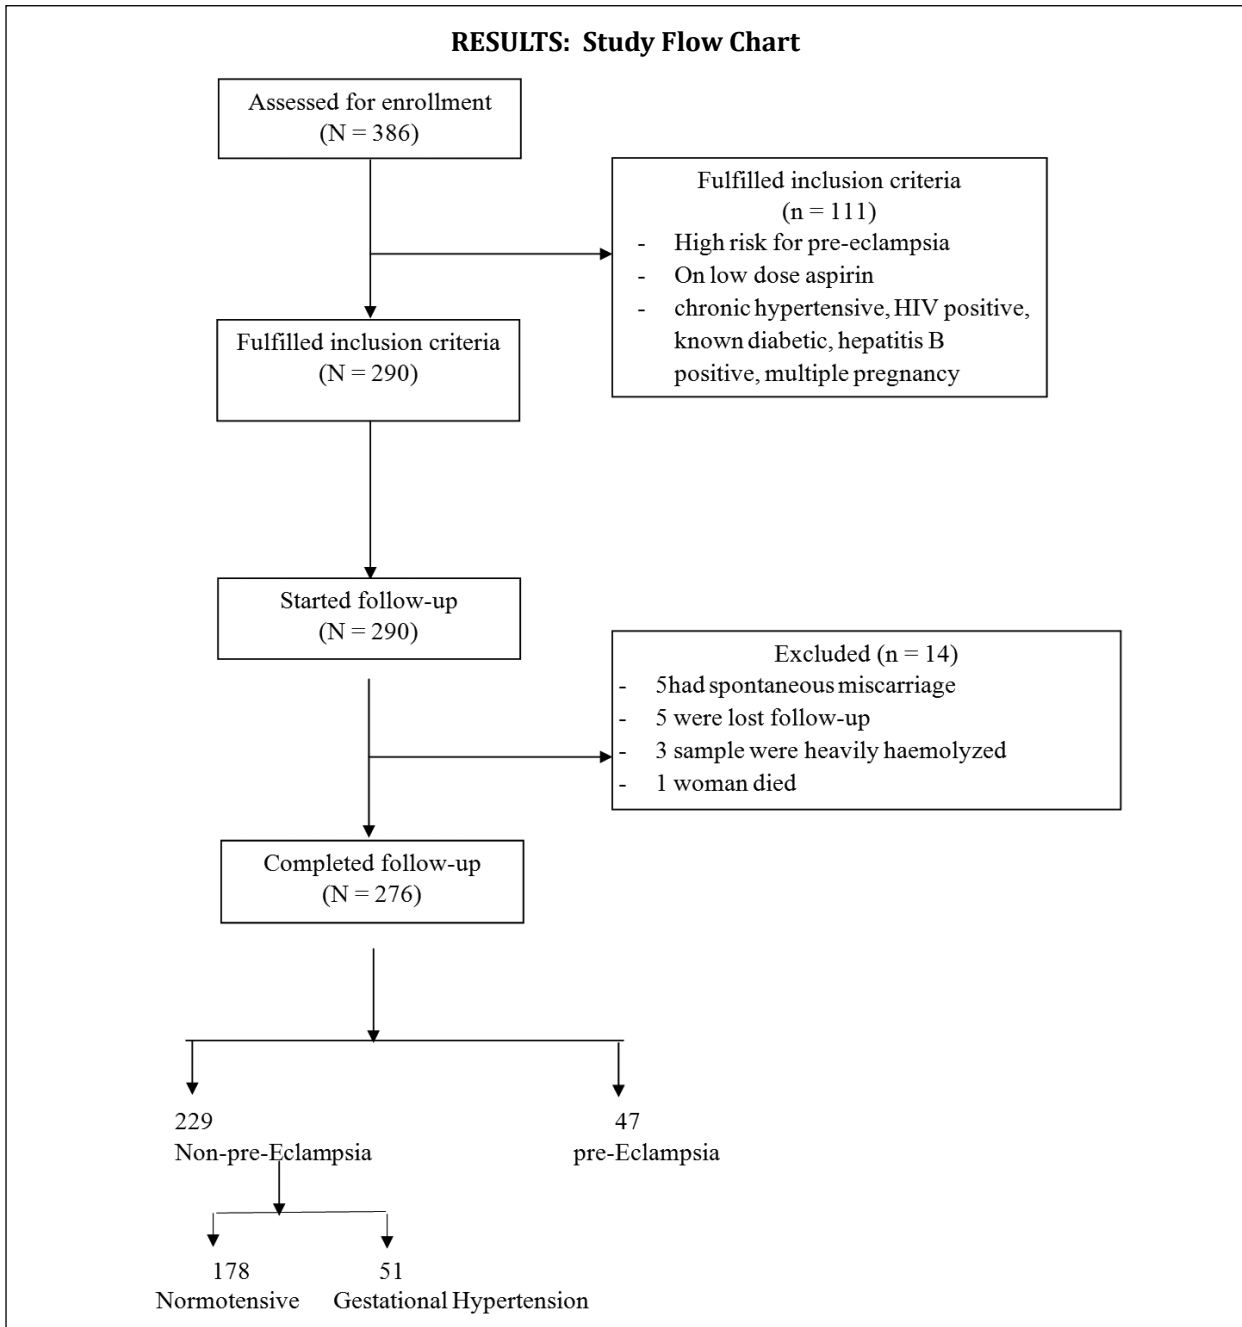 RESULTS: Study Flow Chart
Assessed for enrollment
(N = 386)
Fulfilled inclusion criteria
(n = 111)
- High risk for pre-eclampsia
- On low dose aspirin
- chronic hypertensive, HIV positive,
known diabetic, hepatitis B
positive, multiple pregnancy
Fulfilled inclusion criteria
(N = 290)
Started follow-up
(N = 290)
Excluded (n = 14)
- 5had spontaneous miscarriage
- 5 were lost follow-up
- 3 sample were heavily haemolyzed
- 1 woman died
Completed follow-up
(N = 276)
229
Non-pre-Eclampsia
47
pre-Eclampsia
178
Normotensive
51
Gestational Hypertension